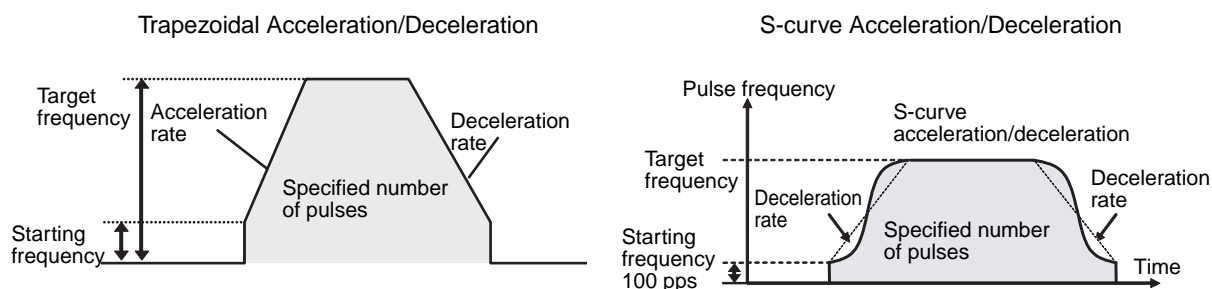 Trapezoidal Acceleration/Deceleration
Target
frequency
Acceleration
rate
Deceleration
rate
Specified number
of pulses
Starting
frequency
S-curve Acceleration/Deceleration
Pulse frequency
S-curve
acceleration/deceleration
Target
frequency
Deceleration
rate
Deceleration
rate
Specified number
of pulses
Starting
frequency
100 pps
Time